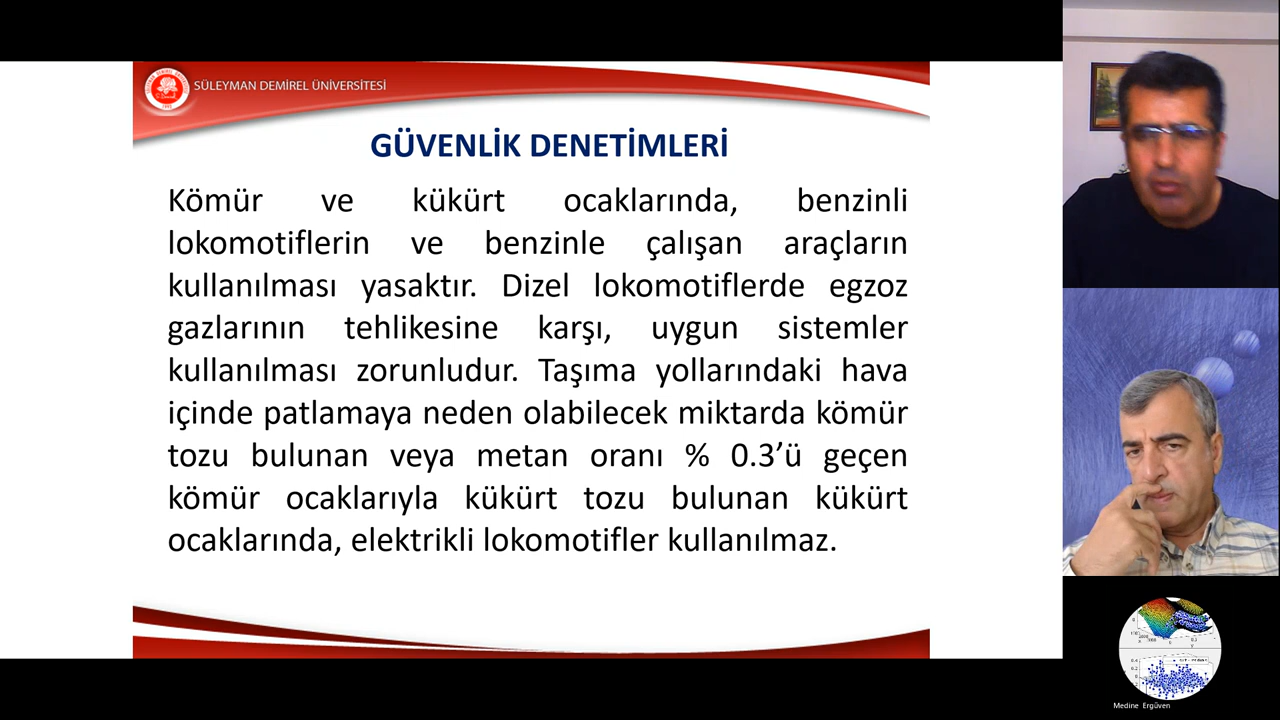 SÜLEYMAN DEMİREL ÜNİVERSİTESİ
GÜVENLİK DENETİMLERİ
Kömür ve kükürt ocaklarında, benzinli
lokomotiflerin ve benzinle çalışan araçların
kullanılması yasaktır. Dizel lokomotiflerde egzoz
gazlarının tehlikesine karşı, uygun sistemler
kullanılması zorunludur. Taşıma yollarındaki hava
içinde patlamaya neden olabilecek miktarda kömür
tozu bulunan veya metan oranı % 0.3’ü geçen
kömür ocaklarıyla kükürt tozu bulunan kükürt
ocaklarında, elektrikli lokomotifler kullanılmaz.
Medine Ergüven